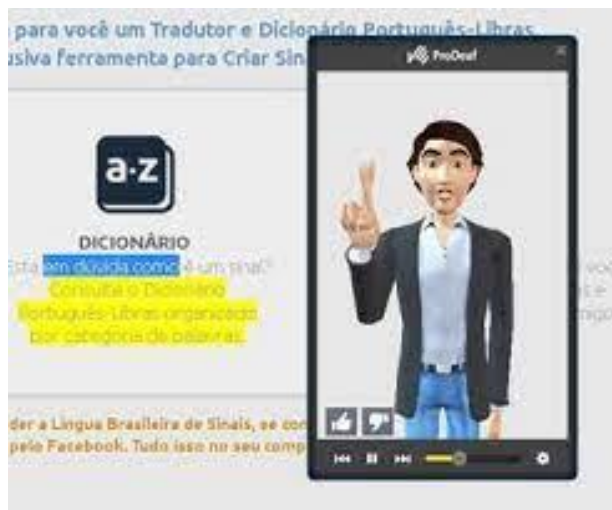 para você um Tradutor e Dicionário Português-Libras
usiva ferramenta para Criar Sin
ProDeaf
a-z
DICIONÁRIO
Está em dúvida como é um sinal?
Consulte o Dicionário
Português-Libras organizado
por categoria de palavras.
der a Língua Brasileira de Sinais, se con
pelo Facebook. Tudo isso no seu comp